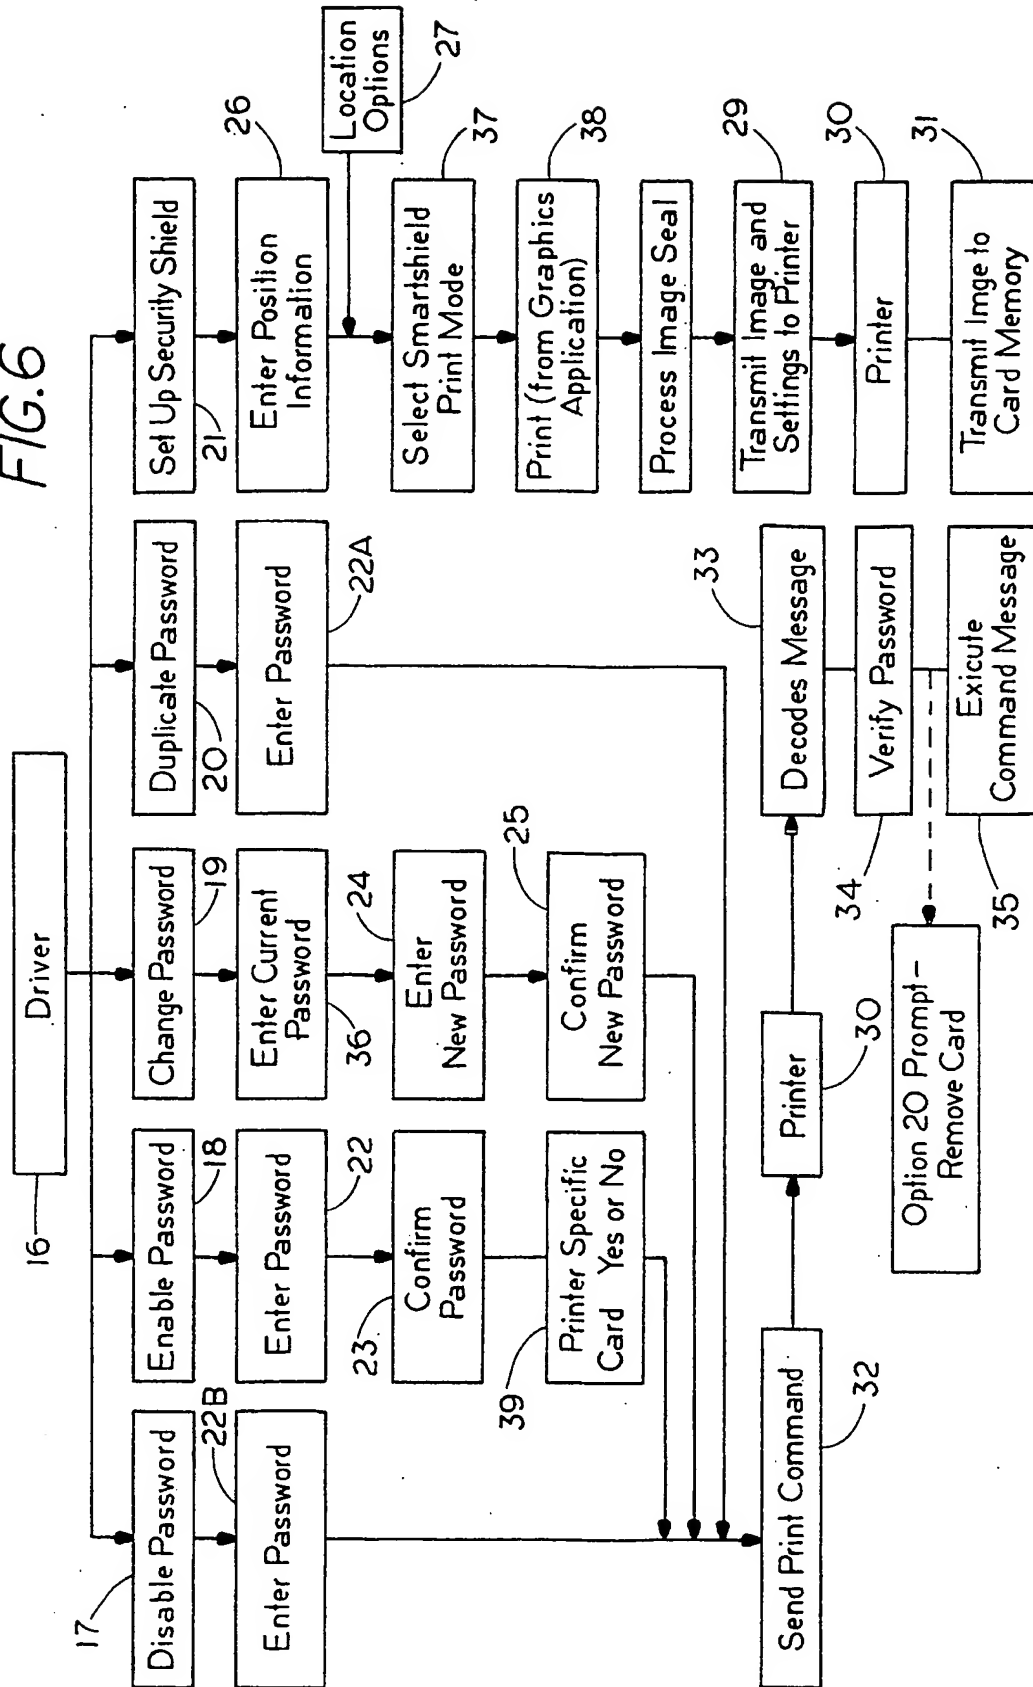 FIG.6
Driver
16
Disable Password
17
Enable Password
18
Change Password
19
Duplicate Password
20
Set Up Security Shield
21
Enter Password
22B
Enter Password
22
Enter Current
Password
36
Enter Password
22A
Enter Position
Information
26
Location
Options
27
Confirm
Password
23
Enter
New Password
24
Select Smartshield
Print Mode
37
Printer Specific
Card Yes or No
39
Confirm
New Password
25
Print (from Graphics
Application)
38
Process Image Seal
Send Print Command
32
Printer
30
Decodes Message
33
Transmit Image and
Settings to Printer
29
Verify Password
34
Printer
30
Option 20 Prompt-
Remove Card
Exicute
Command Message
35
Transmit Imge to
Card Memory
31